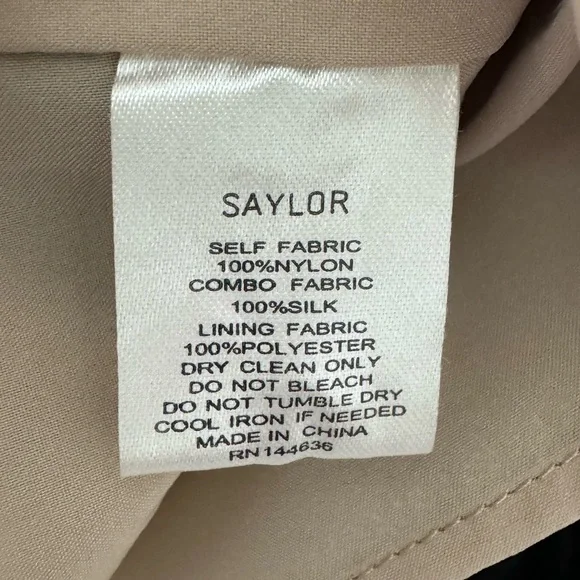 SAYLOR
SELF FABRIC
100%NYLON
COMBO FABRIC
100%SILK
LINING FABRIC
100%POLYESTER
DRY CLEAN ONLY
DO NOT BLEACH
DO NOT TUMBLE DRY
COOL IRON IF NEEDED
MADE IN CHINA
RN144636